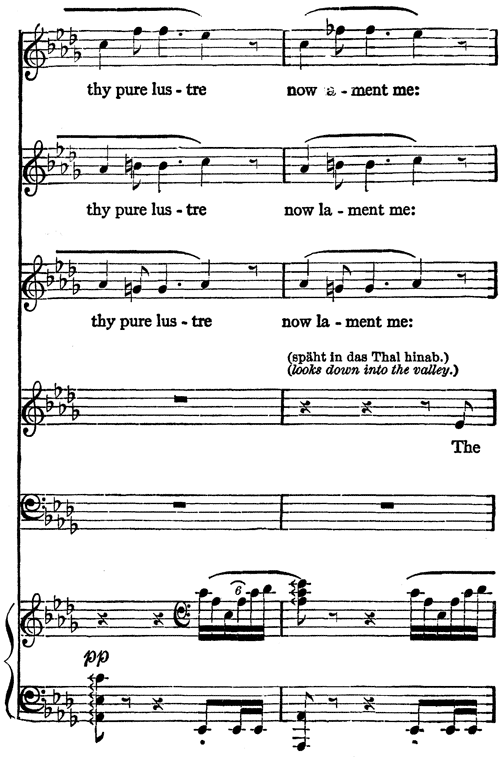 thy pure lus - tre now a - ment me:
thy pure lus - tre now la - ment me:
thy pure lus - tre now la - ment me:
(späht in das Thal hinab.)
(looks down into the valley.)
The
6
pp